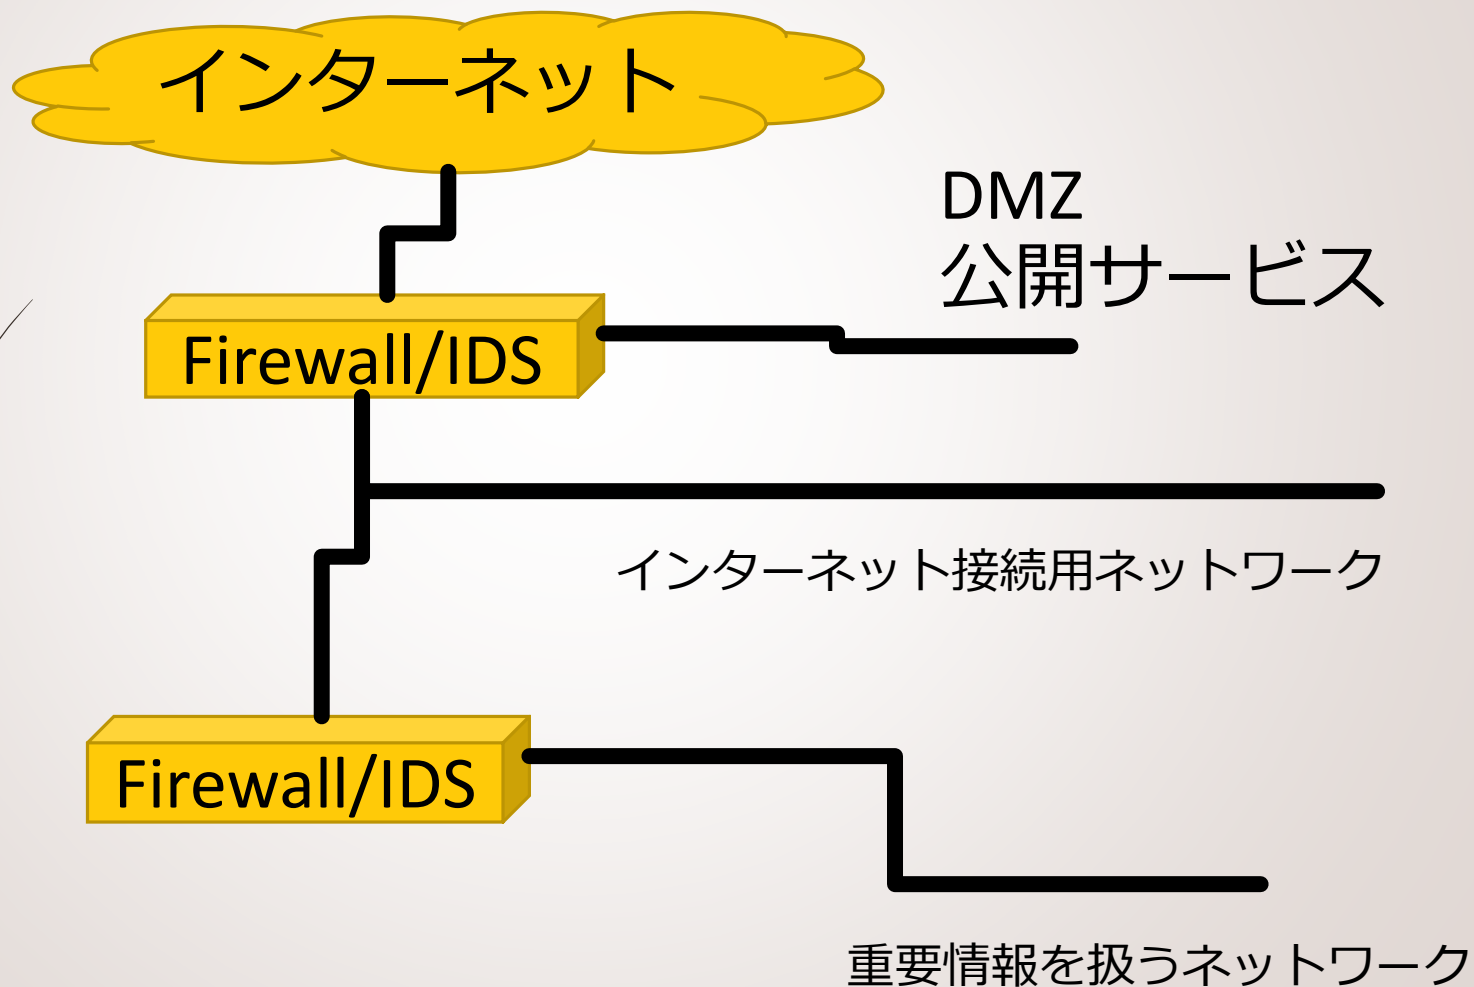 インターネット
DMZ
公開サービス
Firewall/IDS
インターネット接続用ネットワーク
Firewall/IDS
重要情報を扱うネットワーク